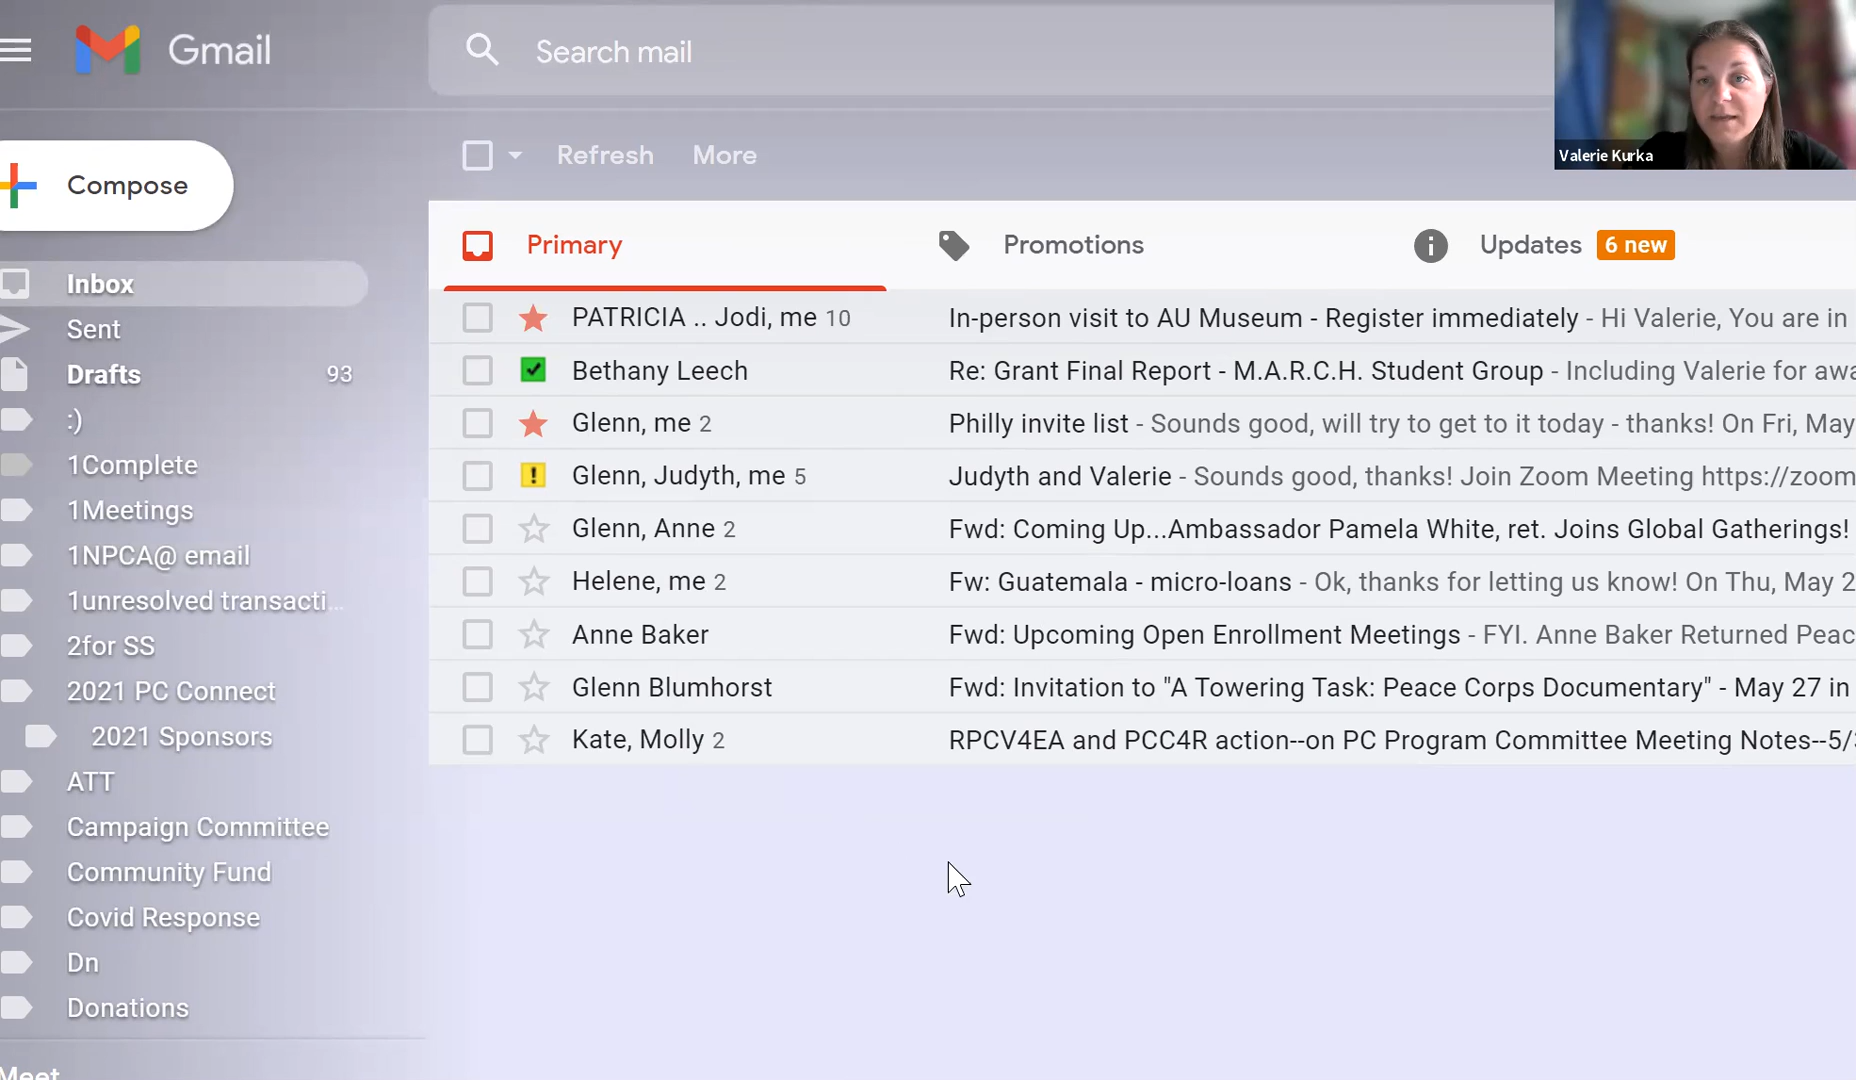 Gmail
Search mail
Valerie Kurka
Refresh More
Compose
Primary
Promotions
Updates 6 new
Inbox
Sent
Drafts 93
:)
1Complete
1Meetings
1NPCA@ email
1unresolved transacti...
2for SS
2021 PC Connect
2021 Sponsors
ATT
Campaign Committee
Community Fund
Covid Response
Dn
Donations
Meet
PATRICIA .. Jodi, me 10 In-person visit to AU Museum - Register immediately - Hi Valerie, You are in
Bethany Leech Re: Grant Final Report - M.A.R.C.H. Student Group - Including Valerie for awa
Glenn, me 2 Philly invite list - Sounds good, will try to get to it today - thanks! On Fri, May
Glenn, Judyth, me 5 Judyth and Valerie - Sounds good, thanks! Join Zoom Meeting https://zoom
Glenn, Anne 2 Fwd: Coming Up...Ambassador Pamela White, ret. Joins Global Gatherings!
Helene, me 2 Fw: Guatemala - micro-loans - Ok, thanks for letting us know! On Thu, May 2
Anne Baker Fwd: Upcoming Open Enrollment Meetings - FYI. Anne Baker Returned Peac
Glenn Blumhorst Fwd: Invitation to "A Towering Task: Peace Corps Documentary" - May 27 in
Kate, Molly 2 RPCV4EA and PCC4R action--on PC Program Committee Meeting Notes--5/3